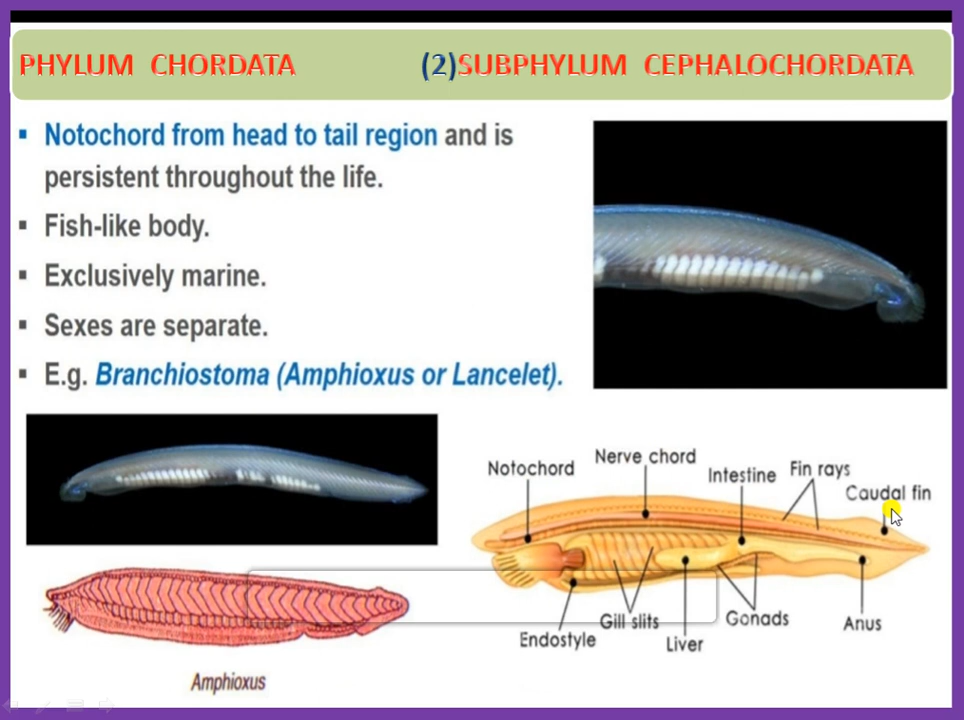 PHYLUM CHORDATA (2)SUBPHYLUM CEPHALOCHORDATA
▪ Notochord from head to tail region and is
persistent throughout the life.
▪ Fish-like body.
▪ Exclusively marine.
▪ Sexes are separate.
▪ E.g. Branchiostoma (Amphioxus or Lancelet).
Notochord
Nerve chord
Intestine
Fin rays
Caudal fin
Endostyle
Gill slits
Liver
Gonads
Anus
Amphioxus